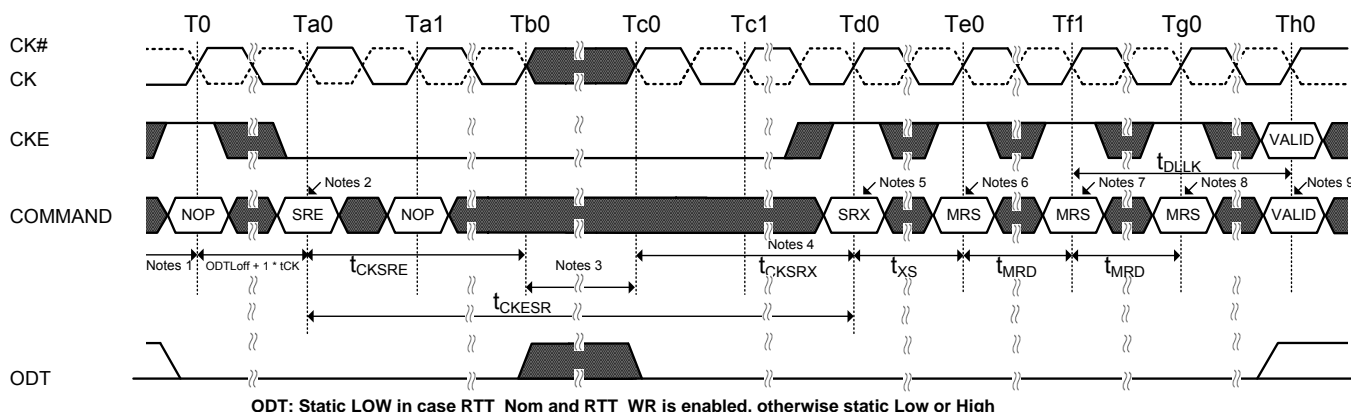 T0 Ta0 Ta1 Tb0 Tc0 Tc1 Td0 Te0 Tf1 Tg0 Th0
CK#
CK
CKE
VALID
tDLLK
Notes 2 Notes 5 Notes 6 Notes 7 Notes 8 Notes 9
COMMAND
NOP SRE NOP SRX MRS MRS MRS VALID
Notes 1 ODTLoff + 1 * tCK tCKSRE Notes 3 Notes 4 tCKSRX tXS tMRD tMRD
tCKESR
ODT
ODT: Static LOW in case RTT_Nom and RTT_WR is enabled, otherwise static Low or High